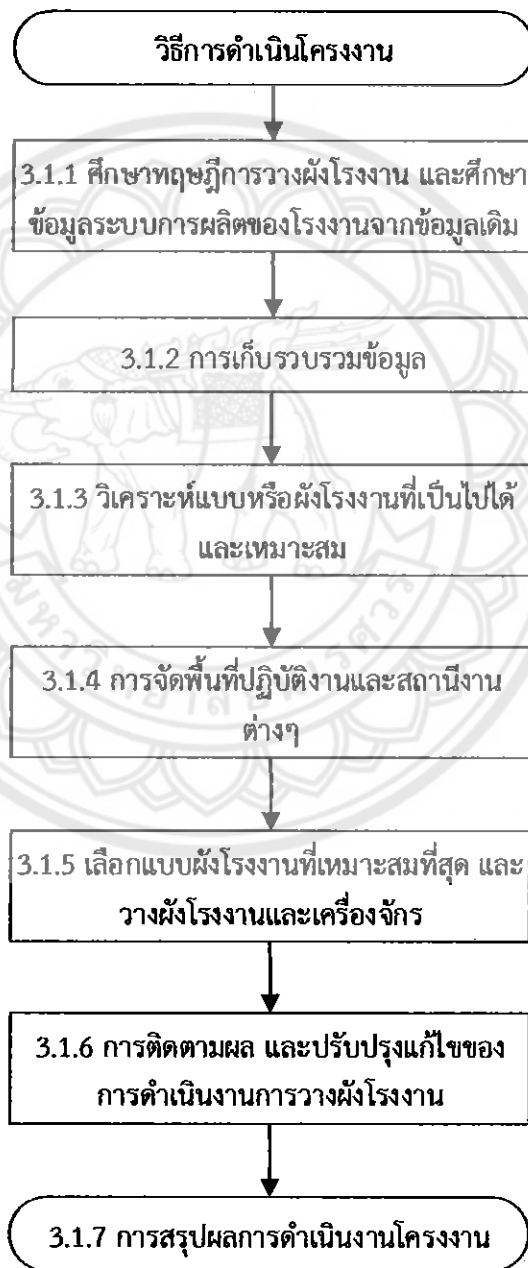 วิธีการดำเนินโครงงาน
3.1.1 ศึกษาทฤษฎีการวางผังโรงงาน และศึกษา
ข้อมูลระบบการผลิตของโรงงานจากข้อมูลเดิม
3.1.2 การเก็บรวบรวมข้อมูล
3.1.3 วิเคราะห์แบบหรือผังโรงงานที่เป็นไปได้
และเหมาะสม
3.1.4 การจัดพื้นที่ปฏิบัติงานและสถานีงาน
ต่างๆ
3.1.5 เลือกแบบผังโรงงานที่เหมาะสมที่สุด และ
วางผังโรงงานและเครื่องจักร
3.1.6 การติดตามผล และปรับปรุงแก้ไขของ
การดำเนินงานการวางผังโรงงาน
3.1.7 การสรุปผลการดำเนินงานโครงงาน